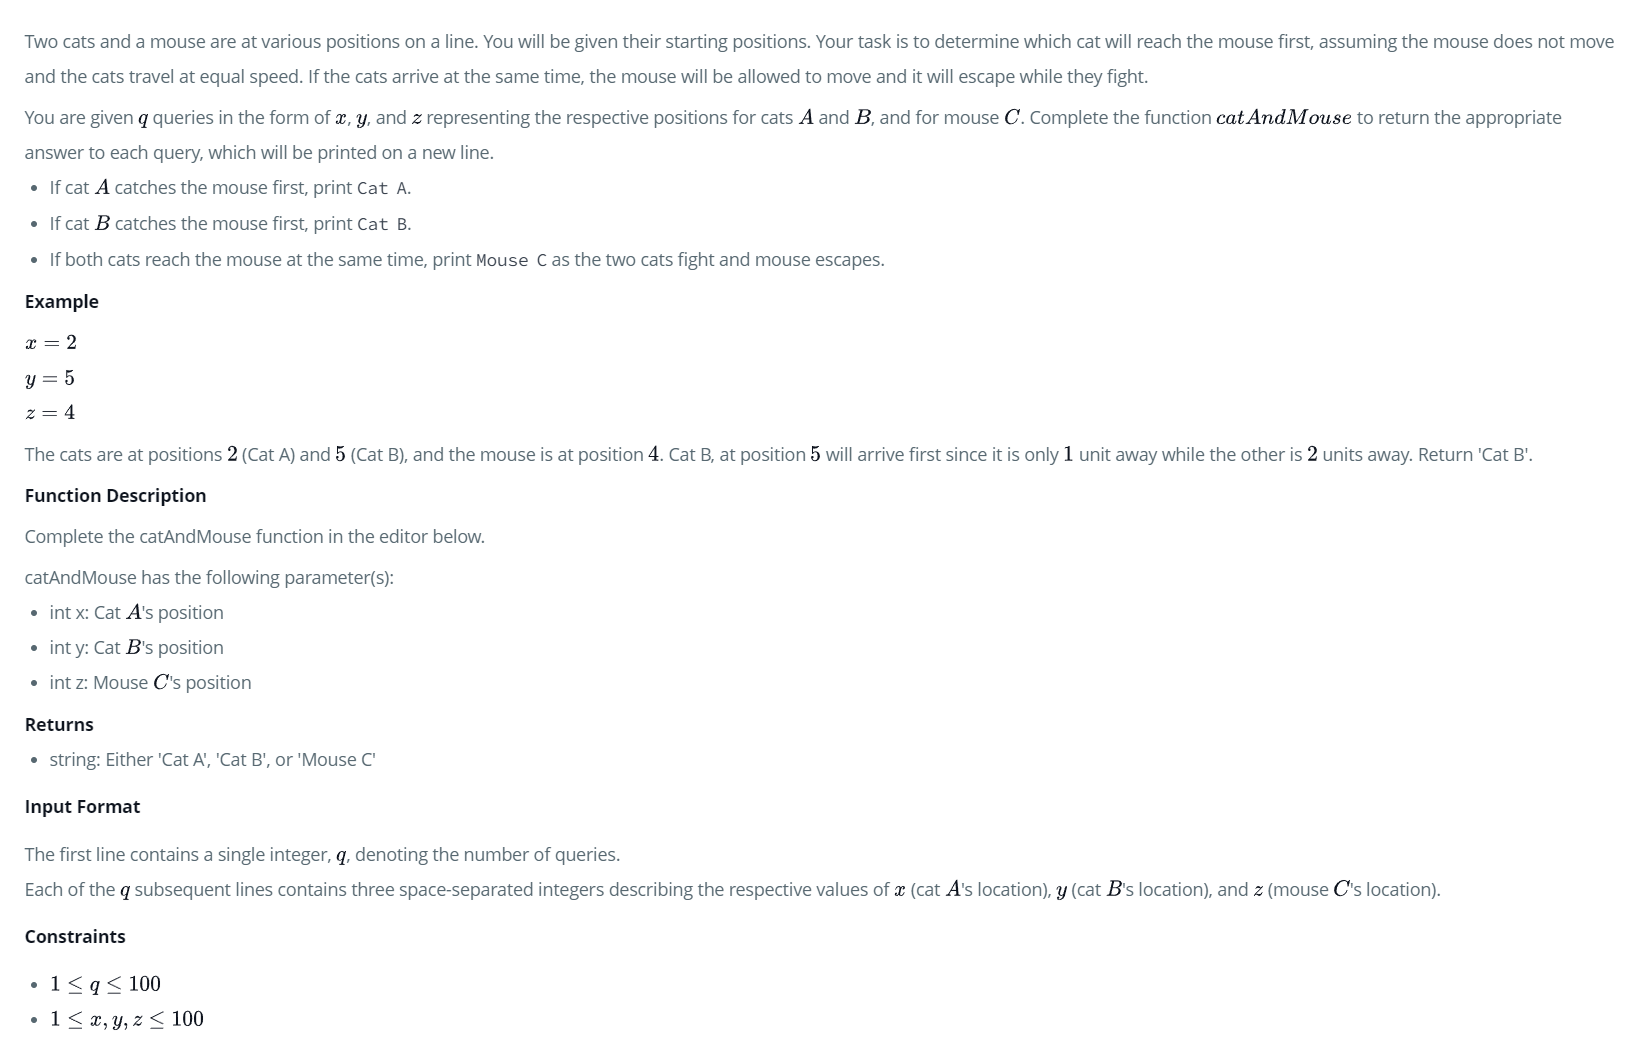 Two cats and a mouse are at various positions on a line. You will be given their starting positions. Your task is to determine which cat will reach the mouse first, assuming the mouse does not move
and the cats travel at equal speed. If the cats arrive at the same time, the mouse will be allowed to move and it will escape while they fight.
You are given q queries in the form of x, y, and z representing the respective positions for cats A and B, and for mouse C. Complete the function catAndMouse to return the appropriate
answer to each query, which will be printed on a new line.
• If cat A catches the mouse first, print Cat A.
• If cat B catches the mouse first, print Cat B.
• If both cats reach the mouse at the same time, print Mouse C as the two cats fight and mouse escapes.
Example
x = 2
y = 5
z = 4
The cats are at positions 2 (Cat A) and 5 (Cat B), and the mouse is at position 4. Cat B, at position 5 will arrive first since it is only 1 unit away while the other is 2 units away. Return 'Cat B'.
Function Description
Complete the catAndMouse function in the editor below.
catAndMouse has the following parameter(s):
• int x: Cat A's position
• int y: Cat B's position
• int z: Mouse C's position
Returns
• string: Either 'Cat A', 'Cat B', or 'Mouse C'
Input Format
The first line contains a single integer, q, denoting the number of queries.
Each of the q subsequent lines contains three space-separated integers describing the respective values of x (cat A's location), y (cat B's location), and z (mouse C's location).
Constraints
• 1 ≤ q ≤ 100
• 1 ≤ x, y, z ≤ 100